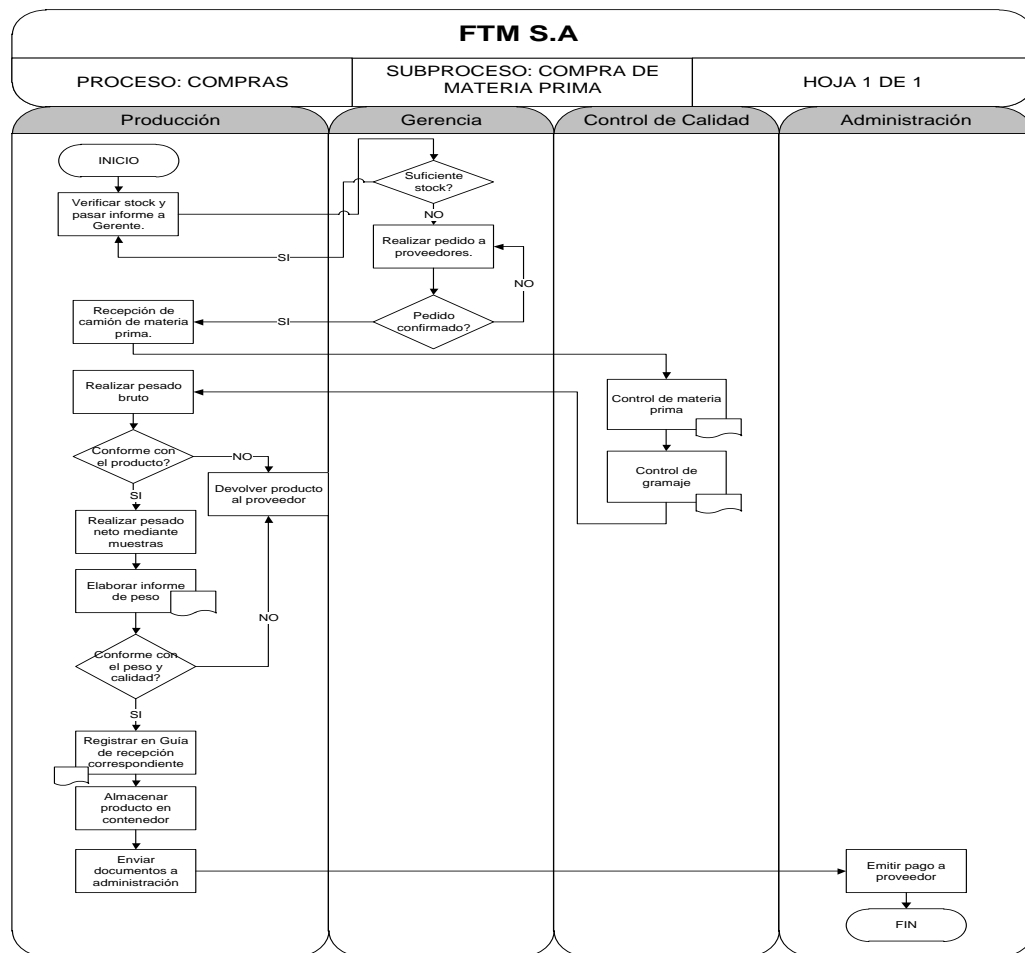 FTM S.A
PROCESO: COMPRAS
SUBPROCESO: COMPRA DE
MATERIA PRIMA
HOJA 1 DE 1
Producción
Gerencia
Control de Calidad
Administración
INICIO
Suficiente
stock?
Verificar stock y
pasar informe a
Gerente.
NO
Realizar pedido a
proveedores.
SI
NO
Recepción de
camión de materia
prima.
SI
Pedido
confirmado?
Realizar pesado
bruto
Control de materia
prima
Conforme con
el producto?
NO
Control de
gramaje
Devolver producto
al proveedor
SI
Realizar pesado
neto mediante
muestras
Elaborar informe
de peso
NO
Conforme con
el peso y
calidad?
SI
Registrar en Guía
de recepción
correspondiente
Almacenar
producto en
contenedor
Enviar
documentos a
administración
Emitir pago a
proveedor
FIN